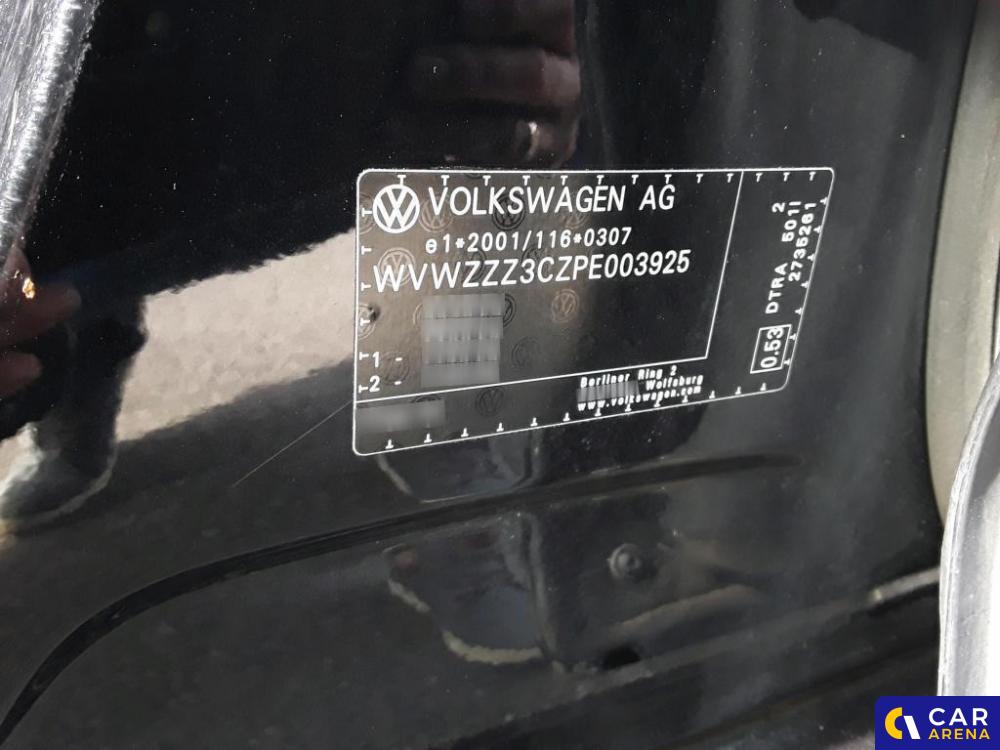 VOLKSWAGEN AG
e1*2001/116*0307
WVWZZZ3CZPE003925
1 -
2 -
Berliner Ring 2
Wolfsburg
www.volkswagen.com
0.53
DTRA 501 2
2735261
CAR
ARENA